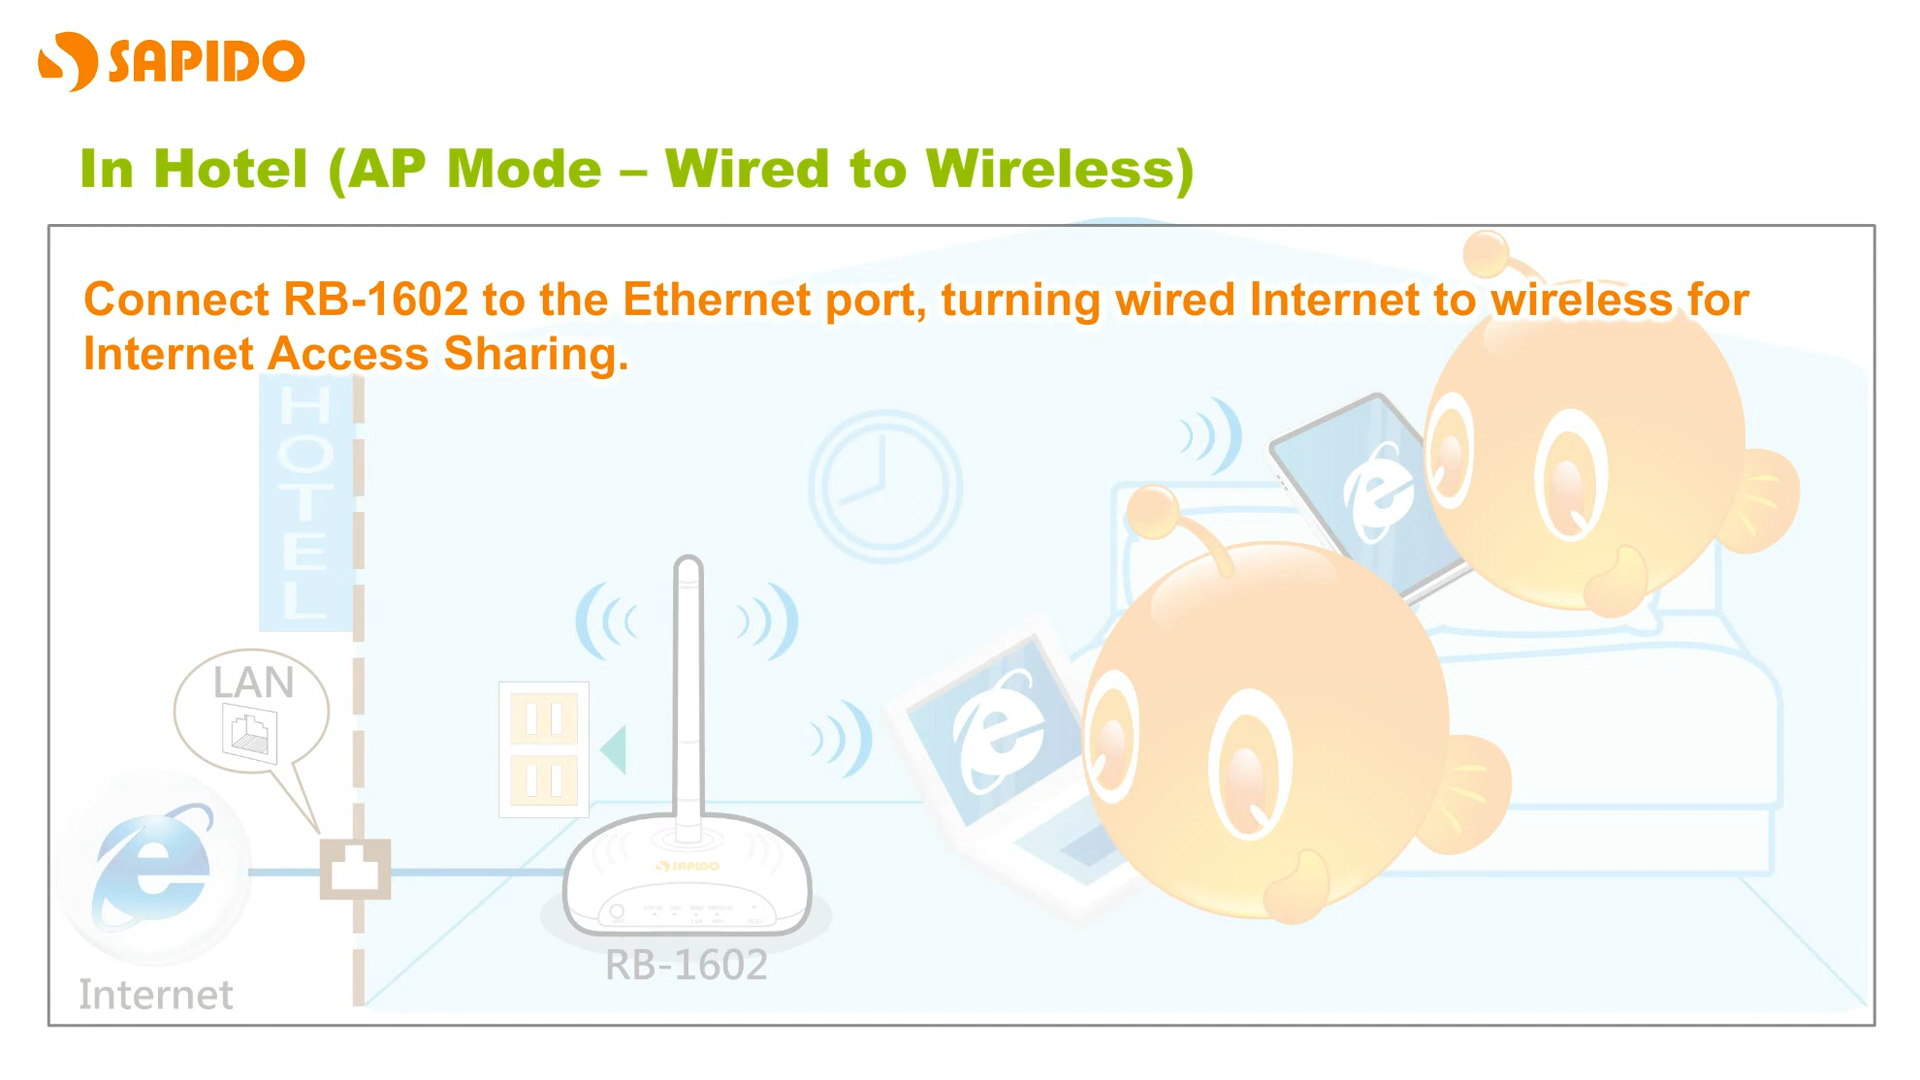 SAPIDO
In Hotel (AP Mode – Wired to Wireless)
Connect RB-1602 to the Ethernet port, turning wired Internet to wireless for
Internet Access Sharing.
HOTEL
LAN
SAPIDO
RB-1602
Internet